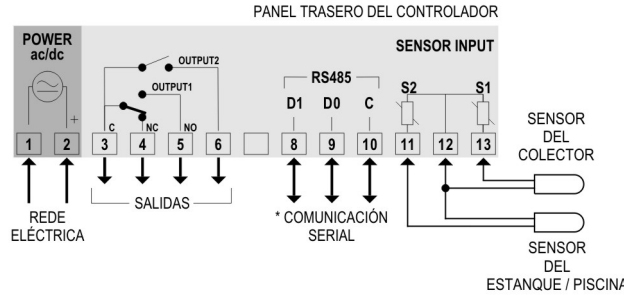 PANEL TRASERO DEL CONTROLADOR
POWER
ac/dc
+
OUTPUT2
OUTPUT1
C
NC
NO
RS485
D1 D0 C
SENSOR INPUT
S2 S1
1 2 3 4 5 6 8 9 10 11 12 13
REDE
ELÉCTRICA
SALIDAS
* COMUNICACIÓN
SERIAL
SENSOR
DEL
COLECTOR
SENSOR
DEL
ESTANQUE / PISCINA